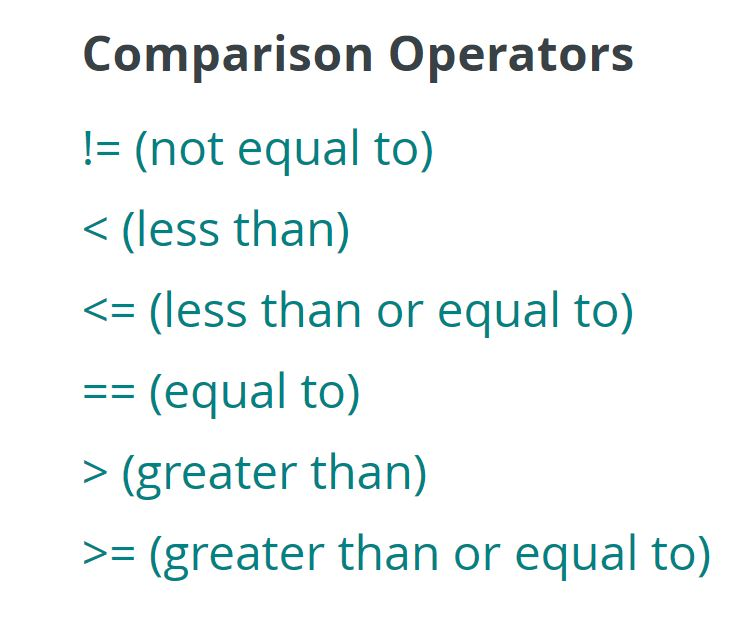 Comparison Operators
!= (not equal to)
< (less than)
<= (less than or equal to)
== (equal to)
> (greater than)
>= (greater than or equal to)